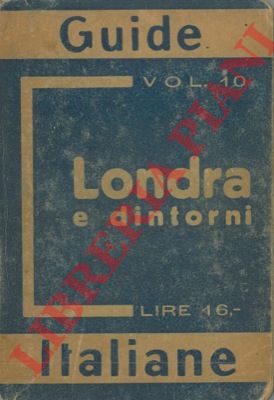 Guide
VOL. 10
Londra
e dintorni
LIRE 16,-
Italiane
LIBRERIA PIANI